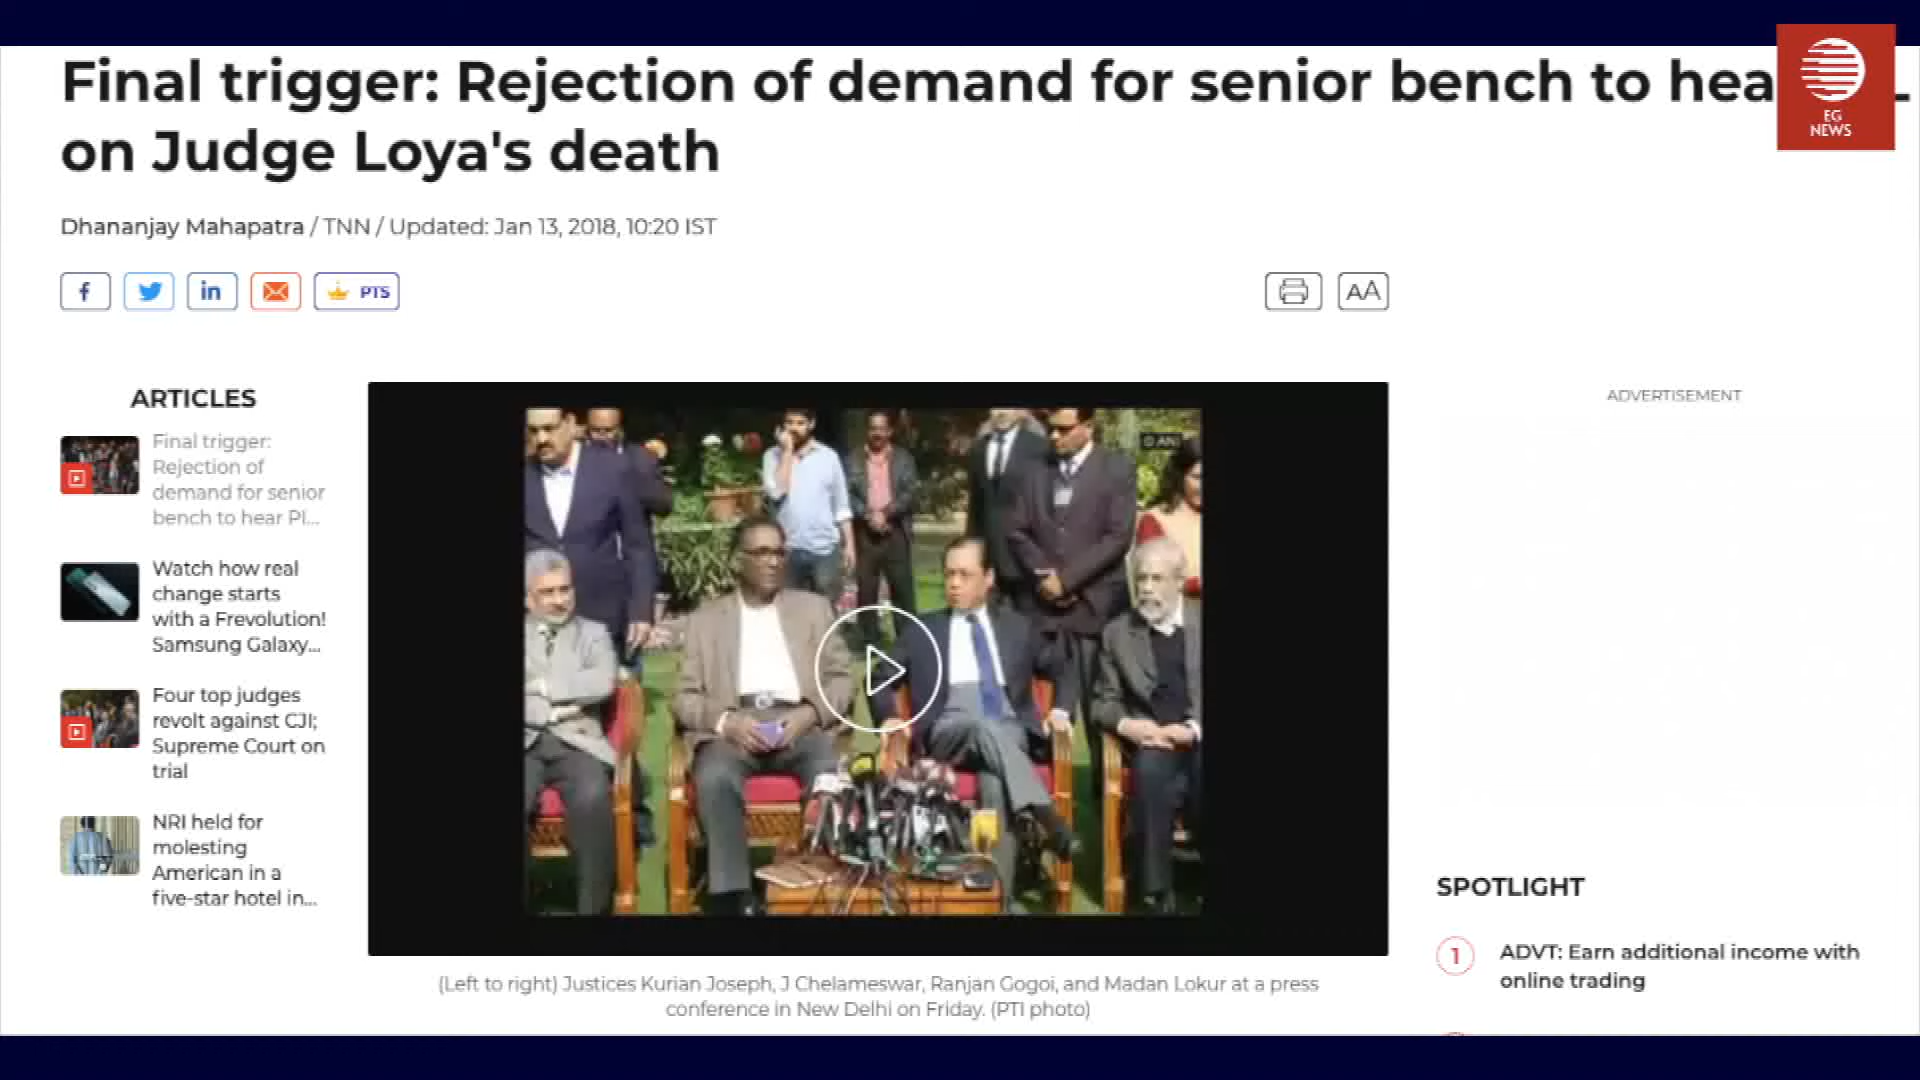 Final trigger: Rejection of demand for senior bench to hea
on Judge Loya's death
EG
NEWS
Dhananjay Mahapatra / TNN / Updated: Jan 13, 2018, 10:20 IST
f
in
PTS
AA
ARTICLES
Final trigger:
Rejection of
demand for senior
bench to hear PI...
Watch how real
change starts
with a Frevolution!
Samsung Galaxy...
Four top judges
revolt against CJI;
Supreme Court on
trial
NRI held for
molesting
American in a
five-star hotel in...
© ANI
(Left to right) Justices Kurian Joseph, J Chelameswar, Ranjan Gogoi, and Madan Lokur at a press
conference in New Delhi on Friday. (PTI photo)
ADVERTISEMENT
SPOTLIGHT
1
ADVT: Earn additional income with
online trading